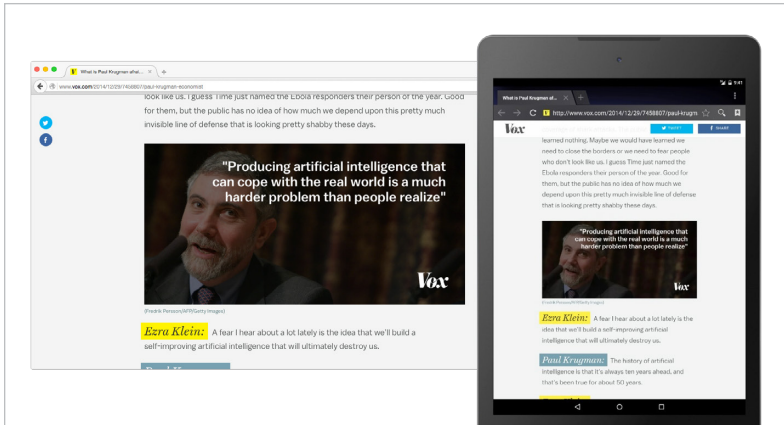 What is Paul Krugman afrai...
www.vox.com/2014/12/29/7458807/paul-krugman-economist
look like us. I guess Time just named the Ebola responders their person of the year. Good
for them, but the public has no idea of how much we depend upon this pretty much
invisible line of defense that is looking pretty shabby these days.
"Producing artificial intelligence that
can cope with the real world is a much
harder problem than people realize"
Vox
(Fredrik Persson/AFP/Getty Images)
Ezra Klein: A fear I hear about a lot lately is the idea that we'll build a
self-improving artificial intelligence that will ultimately destroy us.
9:41
What is Paul Krugman af...
http://www.vox.com/2014/12/29/7458807/paul-krugm
Vox
TWEET
SHARE
learned nothing. Maybe we would have learned we
need to close the borders or we need to fear people
who don't look like us. I guess Time just named the
Ebola responders their person of the year. Good for
them, but the public has no idea of how much we
depend upon this pretty much invisible line of defense
that is looking pretty shabby these days.
"Producing artificial intelligence that
can cope with the real world is a much
harder problem than people realize"
Vox
(Fredrik Persson/AFP/Getty Images)
Ezra Klein: A fear I hear about a lot lately is the
idea that we'll build a self-improving artificial
intelligence that will ultimately destroy us.
Paul Krugman: The history of artificial
intelligence is that it's always ten years ahead, and
that's been true for about 50 years.